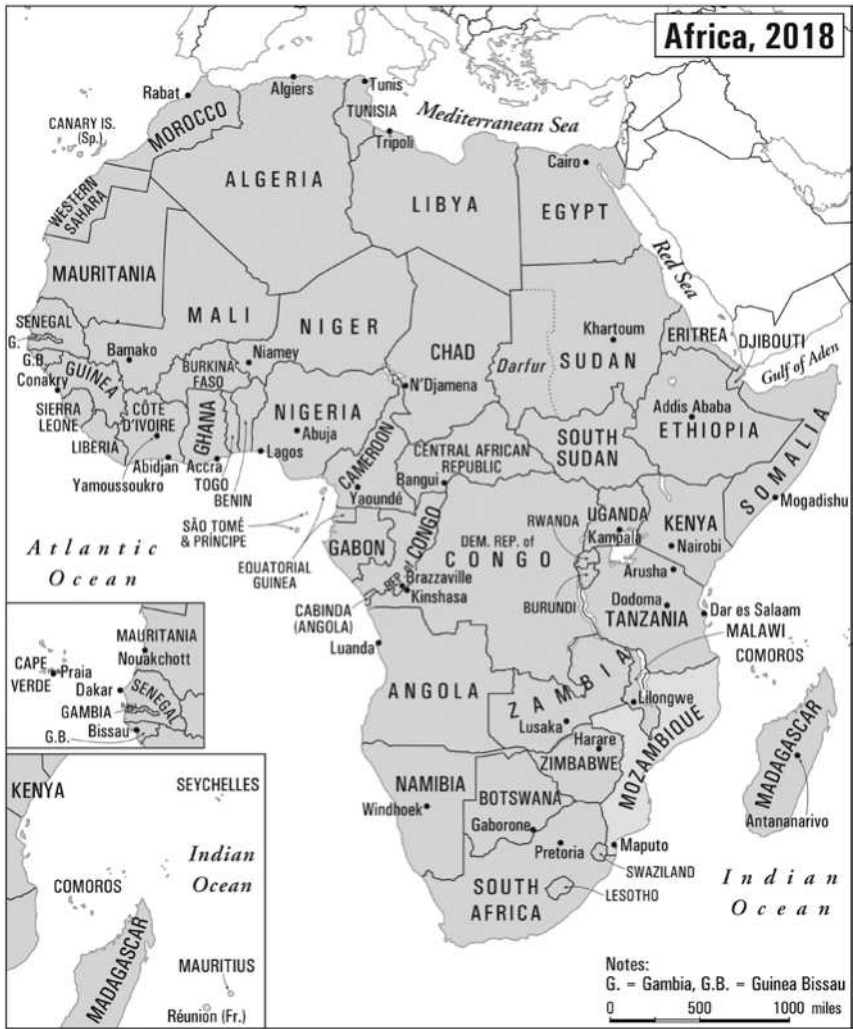 Africa, 2018
Rabat
Algiers
Tunis
TUNISIA
Mediterranean Sea
CANARY IS.
(Sp.)
MOROCCO
Tripoli
Cairo
ALGERIA
LIBYA
EGYPT
WESTERN
SAHARA
Red Sea
MAURITANIA
MALI
NIGER
CHAD
Khartoum
SUDAN
Darfur
ERITREA
DJIBOUTI
Gulf of Aden
SENEGAL
G.
G.B.
Bamako
Niamey
BURKINA
FASO
N'Djamena
GUINEA
Conakry
SIERRA
LEONE
CÔTE
D'IVOIRE
GHANA
NIGERIA
Abuja
Addis Ababa
ETHIOPIA
SOMALIA
LIBERIA
Abidjan
Accra
Lagos
TOGO
BENIN
Yamoussoukro
CAMEROON
CENTRAL AFRICAN
REPUBLIC
Bangui
Yaoundé
SOUTH
SUDAN
Mogadishu
SÃO TOMÉ
& PRÍNCIPE
EQUATORIAL
GUINEA
GABON
REP. of CONGO
DEM. REP. of
CONGO
RWANDA
UGANDA
Kampala
KENYA
Nairobi
Atlantic
Ocean
Brazzaville
Kinshasa
CABINDA
(ANGOLA)
BURUNDI
Arusha
Dodoma
TANZANIA
Dar es Salaam
MALAWI
COMOROS
Luanda
ANGOLA
ZAMBIA
Lilongwe
Lusaka
Harare
ZIMBABWE
MOZAMBIQUE
MADAGASCAR
Antananarivo
NAMIBIA
Windhoek
BOTSWANA
Gaborone
Pretoria
Maputo
SWAZILAND
LESOTHO
SOUTH
AFRICA
Indian
Ocean
MAURITANIA
Nouakchott
CAPE
VERDE
Praia
Dakar
SENEGAL
GAMBIA
Bissau
G.B.
KENYA
SEYCHELLES
Indian
Ocean
COMOROS
MADAGASCAR
MAURITIUS
Réunion (Fr.)
Notes:
G. = Gambia, G.B. = Guinea Bissau
0 500 1000 miles